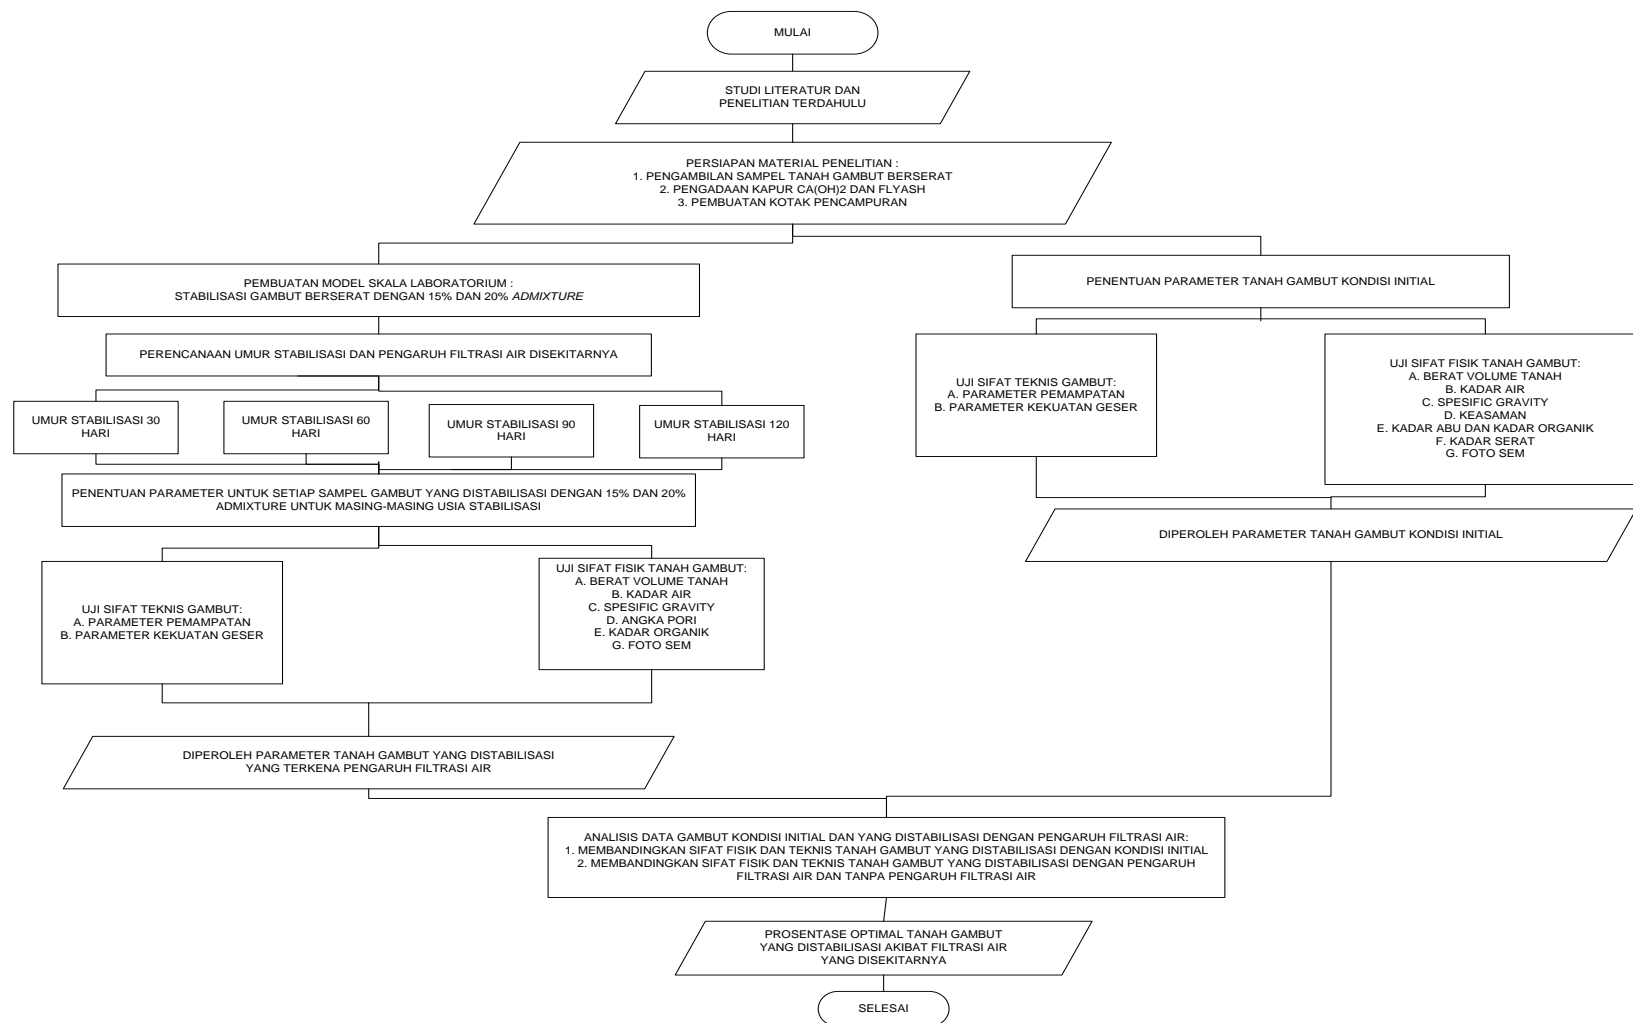 MULAI
STUDI LITERATUR DAN
PENELITIAN TERDAHULU
PERSIAPAN MATERIAL PENELITIAN :
1. PENGAMBILAN SAMPEL TANAH GAMBUT BERSERAT
2. PENGADAAN KAPUR CA(OH)2 DAN FLYASH
3. PEMBUATAN KOTAK PENCAMPURAN
PEMBUATAN MODEL SKALA LABORATORIUM :
STABILISASI GAMBUT BERSERAT DENGAN 15% DAN 20% ADMIXTURE
PERENCANAAN UMUR STABILISASI DAN PENGARUH FILTRASI AIR DISEKITARNYA
UMUR STABILISASI 30
HARI
UMUR STABILISASI 60
HARI
UMUR STABILISASI 90
HARI
UMUR STABILISASI 120
HARI
PENENTUAN PARAMETER UNTUK SETIAP SAMPEL GAMBUT YANG DISTABILISASI DENGAN 15% DAN 20%
ADMIXTURE UNTUK MASING-MASING USIA STABILISASI
UJI SIFAT TEKNIS GAMBUT:
A. PARAMETER PEMAMPATAN
B. PARAMETER KEKUATAN GESER
UJI SIFAT FISIK TANAH GAMBUT:
A. BERAT VOLUME TANAH
B. KADAR AIR
C. SPESIFIC GRAVITY
D. ANGKA PORI
E. KADAR ORGANIK
G. FOTO SEM
DIPEROLEH PARAMETER TANAH GAMBUT YANG DISTABILISASI
YANG TERKENA PENGARUH FILTRASI AIR
PENENTUAN PARAMETER TANAH GAMBUT KONDISI INITIAL
UJI SIFAT TEKNIS GAMBUT:
A. PARAMETER PEMAMPATAN
B. PARAMETER KEKUATAN GESER
UJI SIFAT FISIK TANAH GAMBUT:
A. BERAT VOLUME TANAH
B. KADAR AIR
C. SPESIFIC GRAVITY
D. KEASAMAN
E. KADAR ABU DAN KADAR ORGANIK
F. KADAR SERAT
G. FOTO SEM
DIPEROLEH PARAMETER TANAH GAMBUT KONDISI INITIAL
ANALISIS DATA GAMBUT KONDISI INITIAL DAN YANG DISTABILISASI DENGAN PENGARUH FILTRASI AIR:
1. MEMBANDINGKAN SIFAT FISIK DAN TEKNIS TANAH GAMBUT YANG DISTABILISASI DENGAN KONDISI INITIAL
2. MEMBANDINGKAN SIFAT FISIK DAN TEKNIS TANAH GAMBUT YANG DISTABILISASI DENGAN PENGARUH
FILTRASI AIR DAN TANPA PENGARUH FILTRASI AIR
PROSENTASE OPTIMAL TANAH GAMBUT
YANG DISTABILISASI AKIBAT FILTRASI AIR
YANG DISEKITARNYA
SELESAI